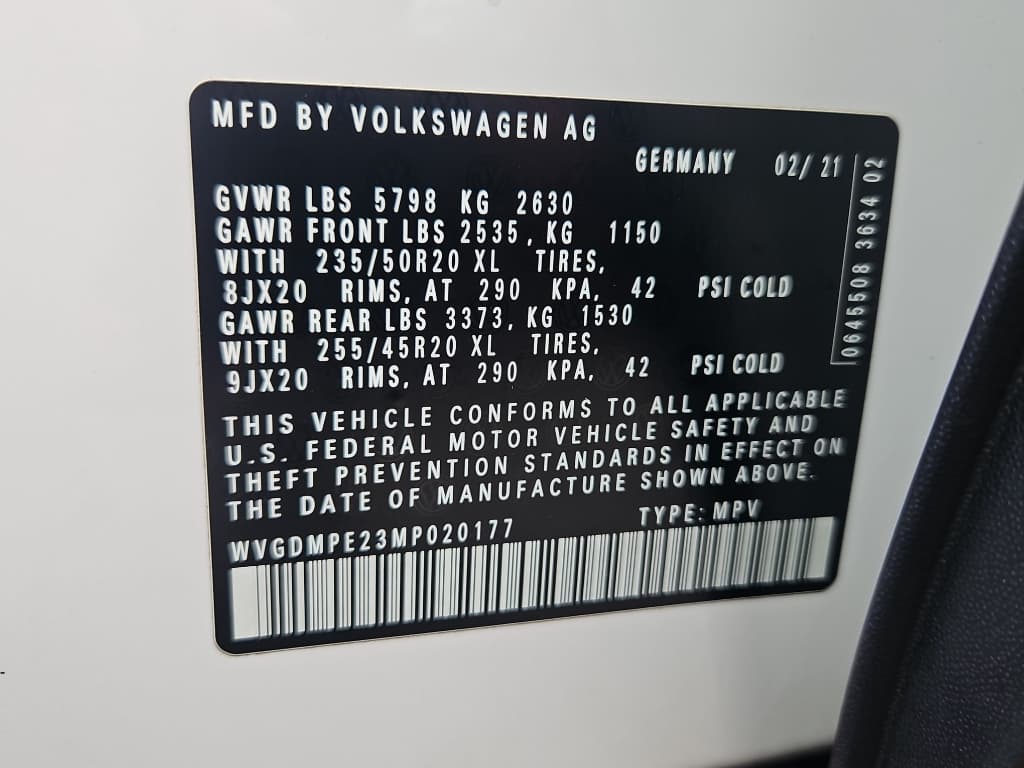 MFD BY VOLKSWAGEN AG
GERMANY 02/ 21
GVWR LBS 5798 KG 2630
GAWR FRONT LBS 2535, KG 1150
WITH 235/50R20 XL TIRES,
8JX20 RIMS, AT 290 KPA, 42 PSI COLD
GAWR REAR LBS 3373, KG 1530
WITH 255/45R20 XL TIRES,
9JX20 RIMS, AT 290 KPA, 42 PSI COLD
THIS VEHICLE CONFORMS TO ALL APPLICABLE
U.S. FEDERAL MOTOR VEHICLE SAFETY AND
THEFT PREVENTION STANDARDS IN EFFECT ON
THE DATE OF MANUFACTURE SHOWN ABOVE.
WVGDMPE23MP020177 TYPE: MPV
0645508 3634 02